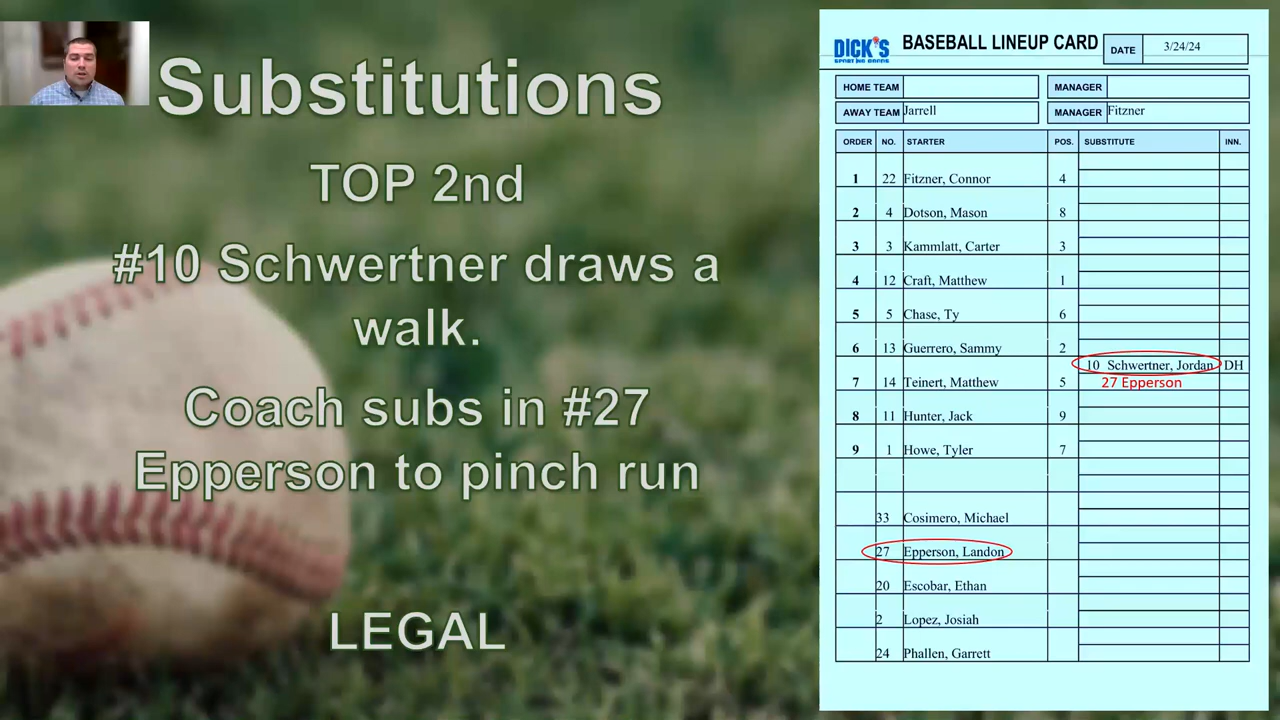 Substitutions
TOP 2nd
#10 Schwertner draws a
walk.
Coach subs in #27
Epperson to pinch run
LEGAL
DICK'S
SPORTING GOODS
BASEBALL LINEUP CARD
DATE 3/24/24
HOME TEAM MANAGER
AWAY TEAM Jarrell MANAGER Fitzner
ORDER NO. STARTER POS. SUBSTITUTE INN.
1 22 Fitzner, Connor 4
2 4 Dotson, Mason 8
3 3 Kammlatt, Carter 3
4 12 Craft, Matthew 1
5 5 Chase, Ty 6
6 13 Guerrero, Sammy 2
10 Schwertner, Jordan DH
7 14 Teinert, Matthew 5 27 Epperson
8 11 Hunter, Jack 9
9 1 Howe, Tyler 7
33 Cosimero, Michael
27 Epperson, Landon
20 Escobar, Ethan
2 Lopez, Josiah
24 Phallen, Garrett